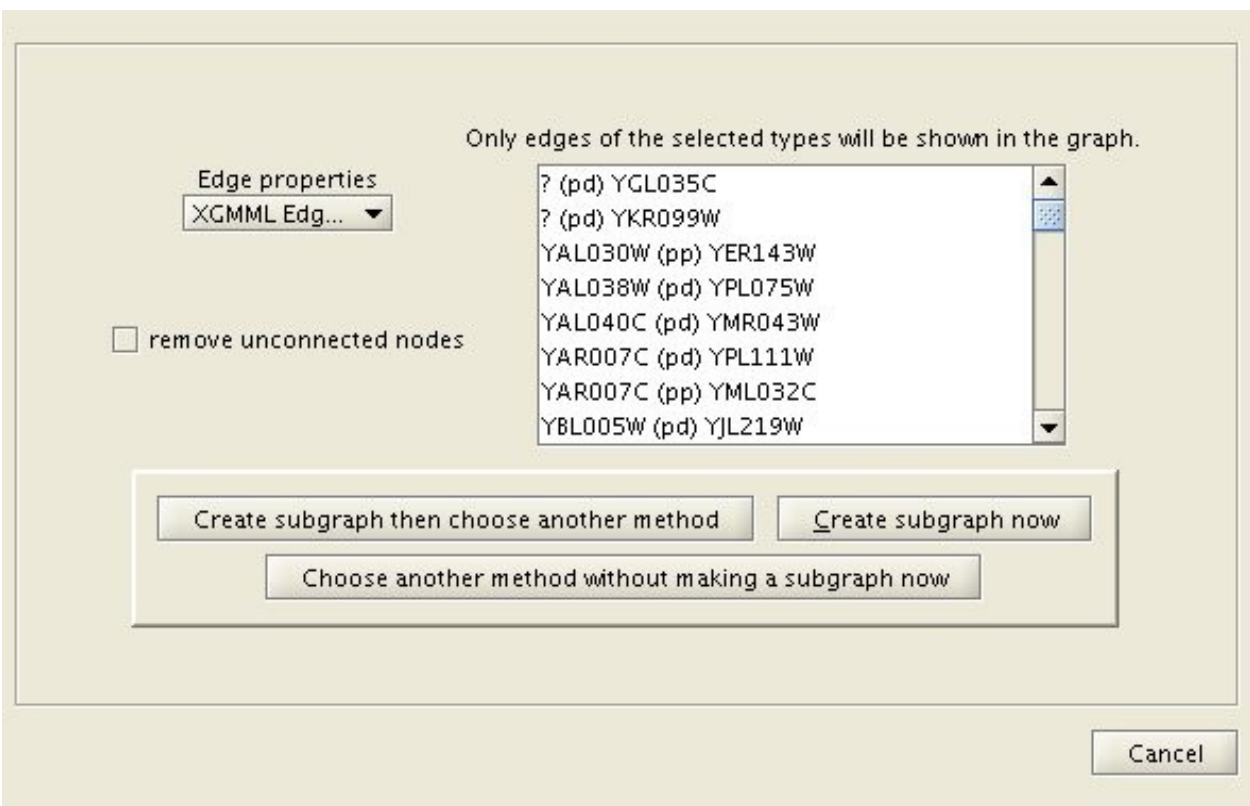 Only edges of the selected types will be shown in the graph.
Edge properties
XGMML Edg...
? (pd) YGL035C
? (pd) YKR099W
YAL030W (pp) YER143W
YAL038W (pd) YPL075W
YAL040C (pd) YMR043W
YAR007C (pd) YPL111W
YAR007C (pp) YML032C
YBL005W (pd) YJL219W
remove unconnected nodes
Create subgraph then choose another method
Create subgraph now
Choose another method without making a subgraph now
Cancel